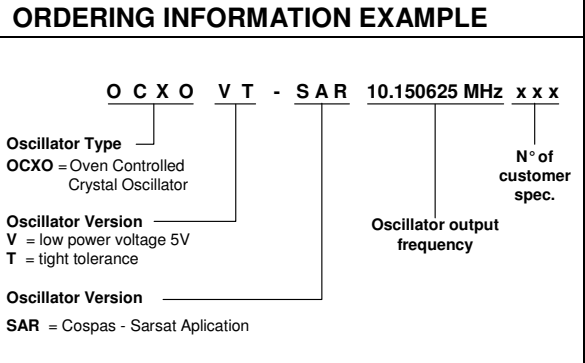 ORDERING INFORMATION EXAMPLE
O C X O V T - S A R 10.150625 MHz x x x
Oscillator Type
OCXO = Oven Controlled
Crystal Oscillator
N° of
customer
spec.
Oscillator Version
V = low power voltage 5V
T = tight tolerance
Oscillator output
frequency
Oscillator Version
SAR = Cospas - Sarsat Aplication